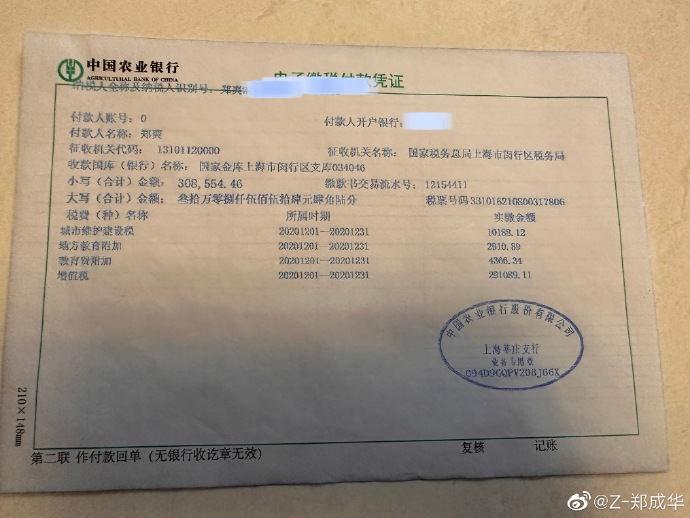 中国农业银行
AGRICULTURAL BANK OF CHINA
电子缴税付款凭证
纳税人全称及纳税人识别号：郑爽
付款人账号：0 付款人开户银行：
付款人名称：郑爽
征收机关代码：13101120000 征收机关名称：国家税务总局上海市闵行区税务局
收款国库（银行）名称：国家金库上海市闵行区支库034046
小写（合计）金额：308,554.46 缴款书交易流水号：12154411
大写（合计）金额：叁拾万零捌仟伍佰伍拾肆元肆角陆分 税票号码331016210800317806
税费（种）名称 所属时期 实缴金额
城市维护建设税 20201201—20201231 10188.12
地方教育附加 20201201—20201231 2910.89
教育费附加 20201201—20201231 4366.34
增值税 20201201—20201231 291089.11
中国农业银行股份有限公司
上海莘庄支行
业务专用章
C94D9CQPV208J66X
210×148mm
第二联 作付款回单（无银行收讫章无效） 复核 记账
@Z-郑成华